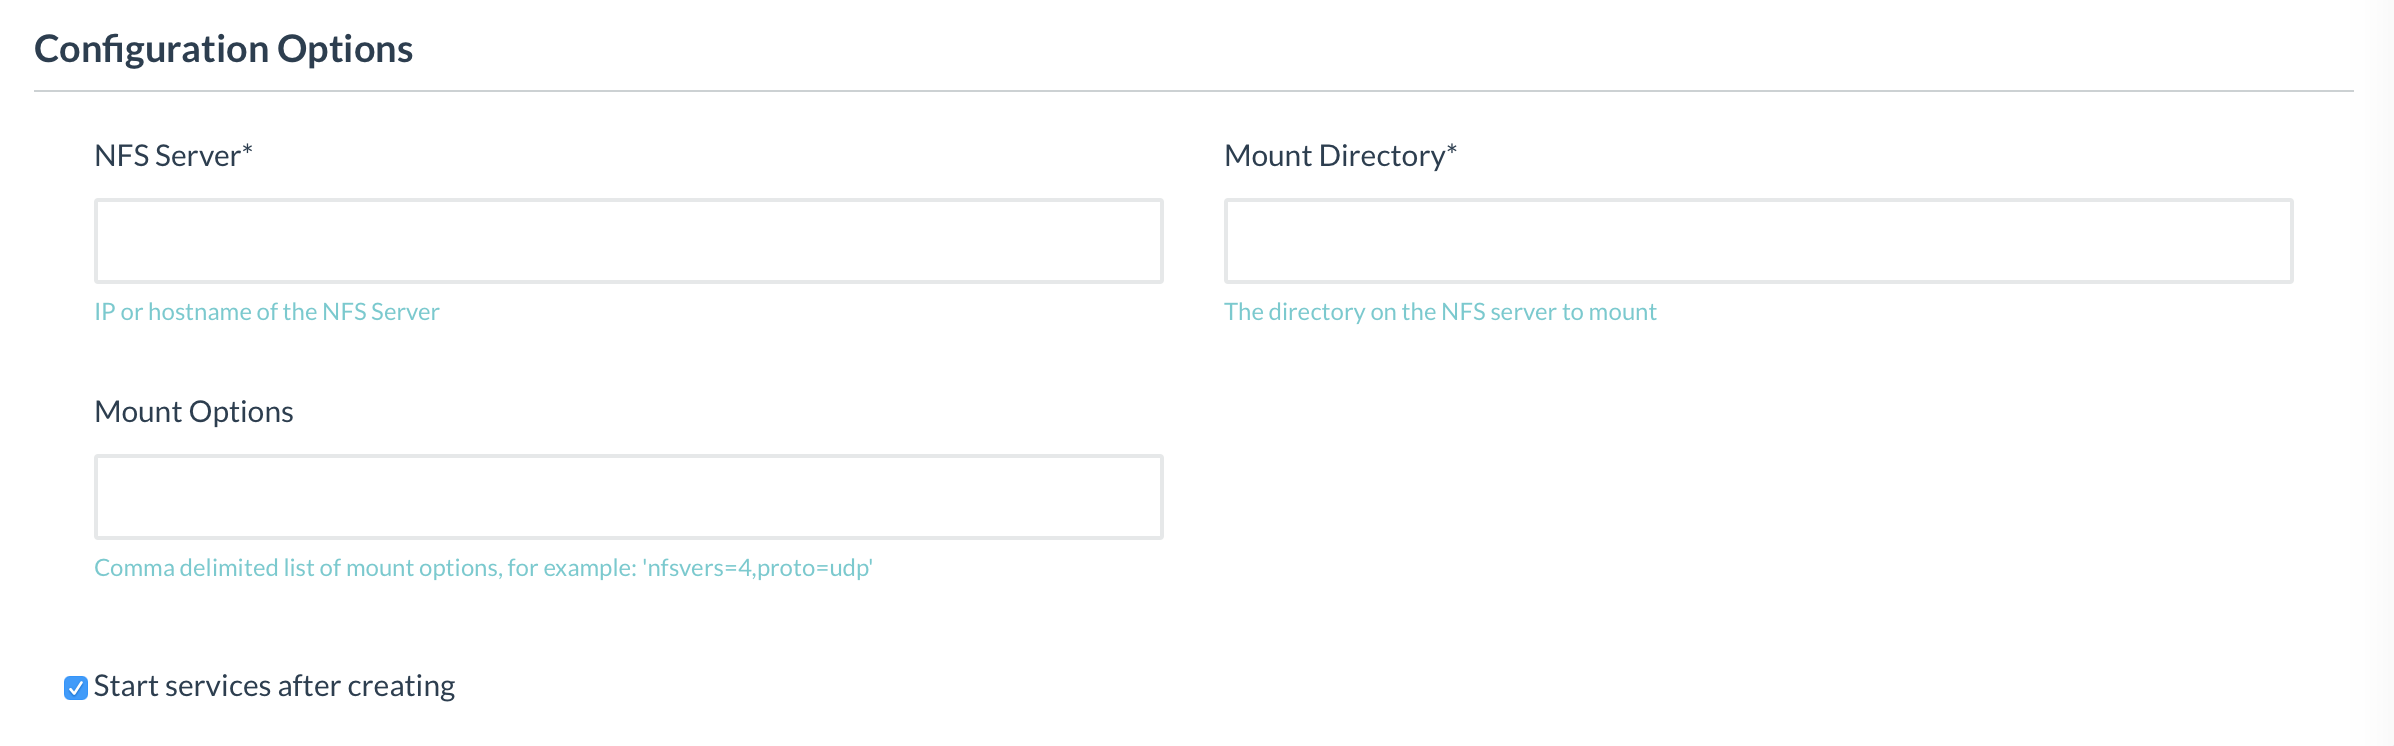 Configuration Options
NFS Server*
Mount Directory*
IP or hostname of the NFS Server
The directory on the NFS server to mount
Mount Options
Comma delimited list of mount options, for example: 'nfsvers=4,proto=udp'
Start services after creating